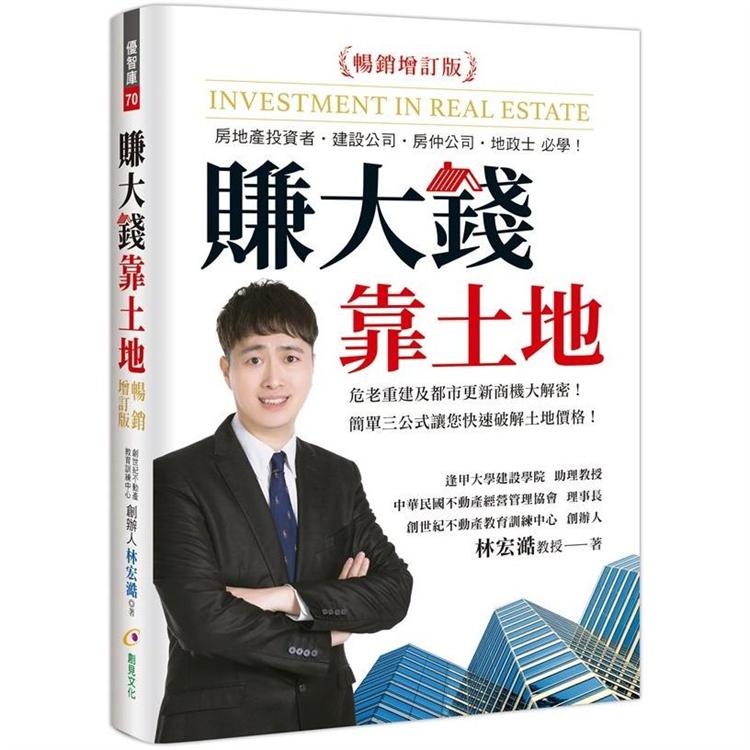 暢銷增訂版
INVESTMENT IN REAL ESTATE
房地產投資者・建設公司・房仲公司・地政士 必學！
賺大錢
靠土地
危老重建及都市更新商機大解密！
簡單三公式讓您快速破解土地價格！
逢甲大學建設學院 助理教授
中華民國不動產經營管理協會 理事長
創世紀不動產教育訓練中心 創辦人
林宏澔教授──著
優智庫
70
賺大錢靠土地
暢銷
增訂版
創世紀不動產
教育訓練中心
創辦人
林宏澔◎著
創見文化